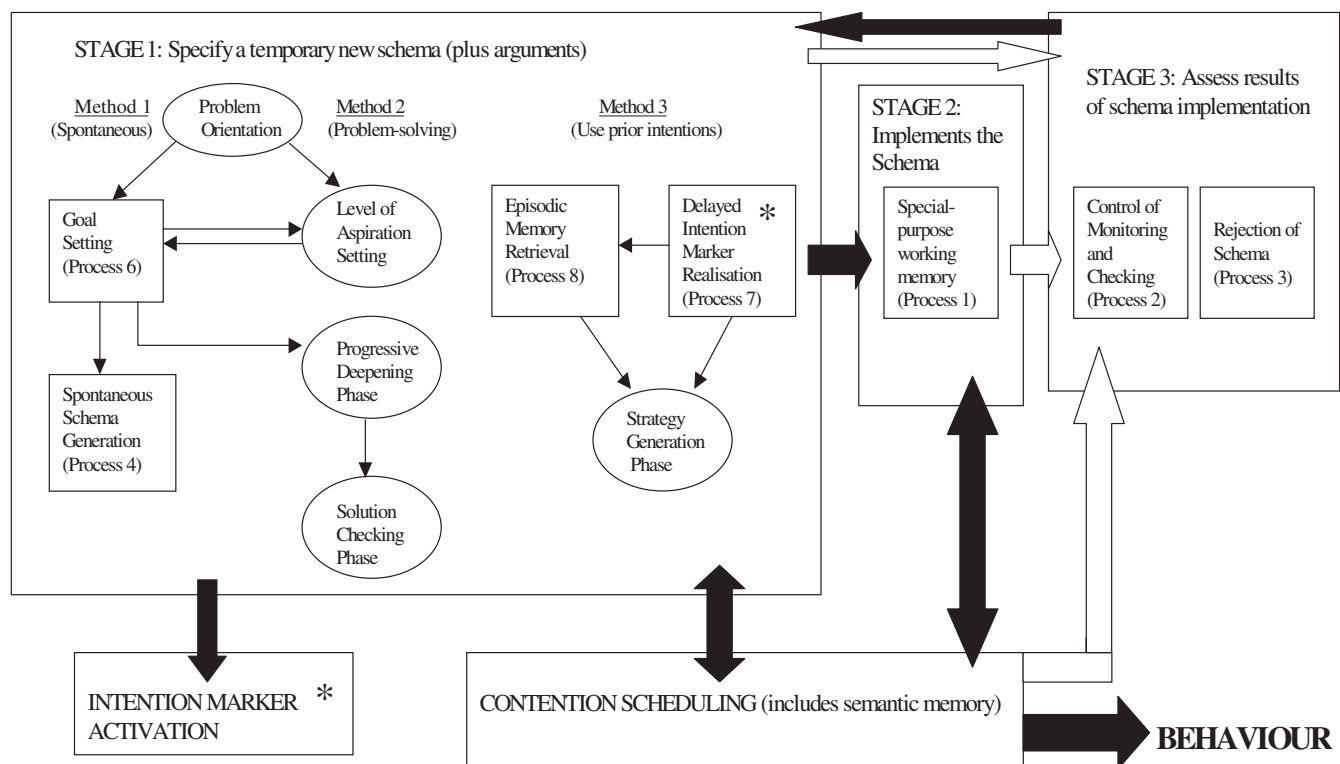 STAGE 1: Specify a temporary new schema (plus arguments)
Method 1
(Spontaneous)
Problem
Orientation
Method 2
(Problem-solving)
Method 3
(Use prior intentions)
Goal
Setting
(Process 6)
Level of
Aspiration
Setting
Episodic
Memory
Retrieval
(Process 8)
Delayed
Intention
Marker
Realisation
(Process 7)
*
Spontaneous
Schema
Generation
(Process 4)
Progressive
Deepening
Phase
Strategy
Generation
Phase
Solution
Checking
Phase
STAGE 2:
Implements the
Schema
Special-
purpose
working
memory
(Process 1)
STAGE 3: Assess results
of schema implementation
Control of
Monitoring
and
Checking
(Process 2)
Rejection of
Schema
(Process 3)
INTENTION MARKER *
ACTIVATION
CONTENTION SCHEDULING (includes semantic memory)
BEHAVIOUR